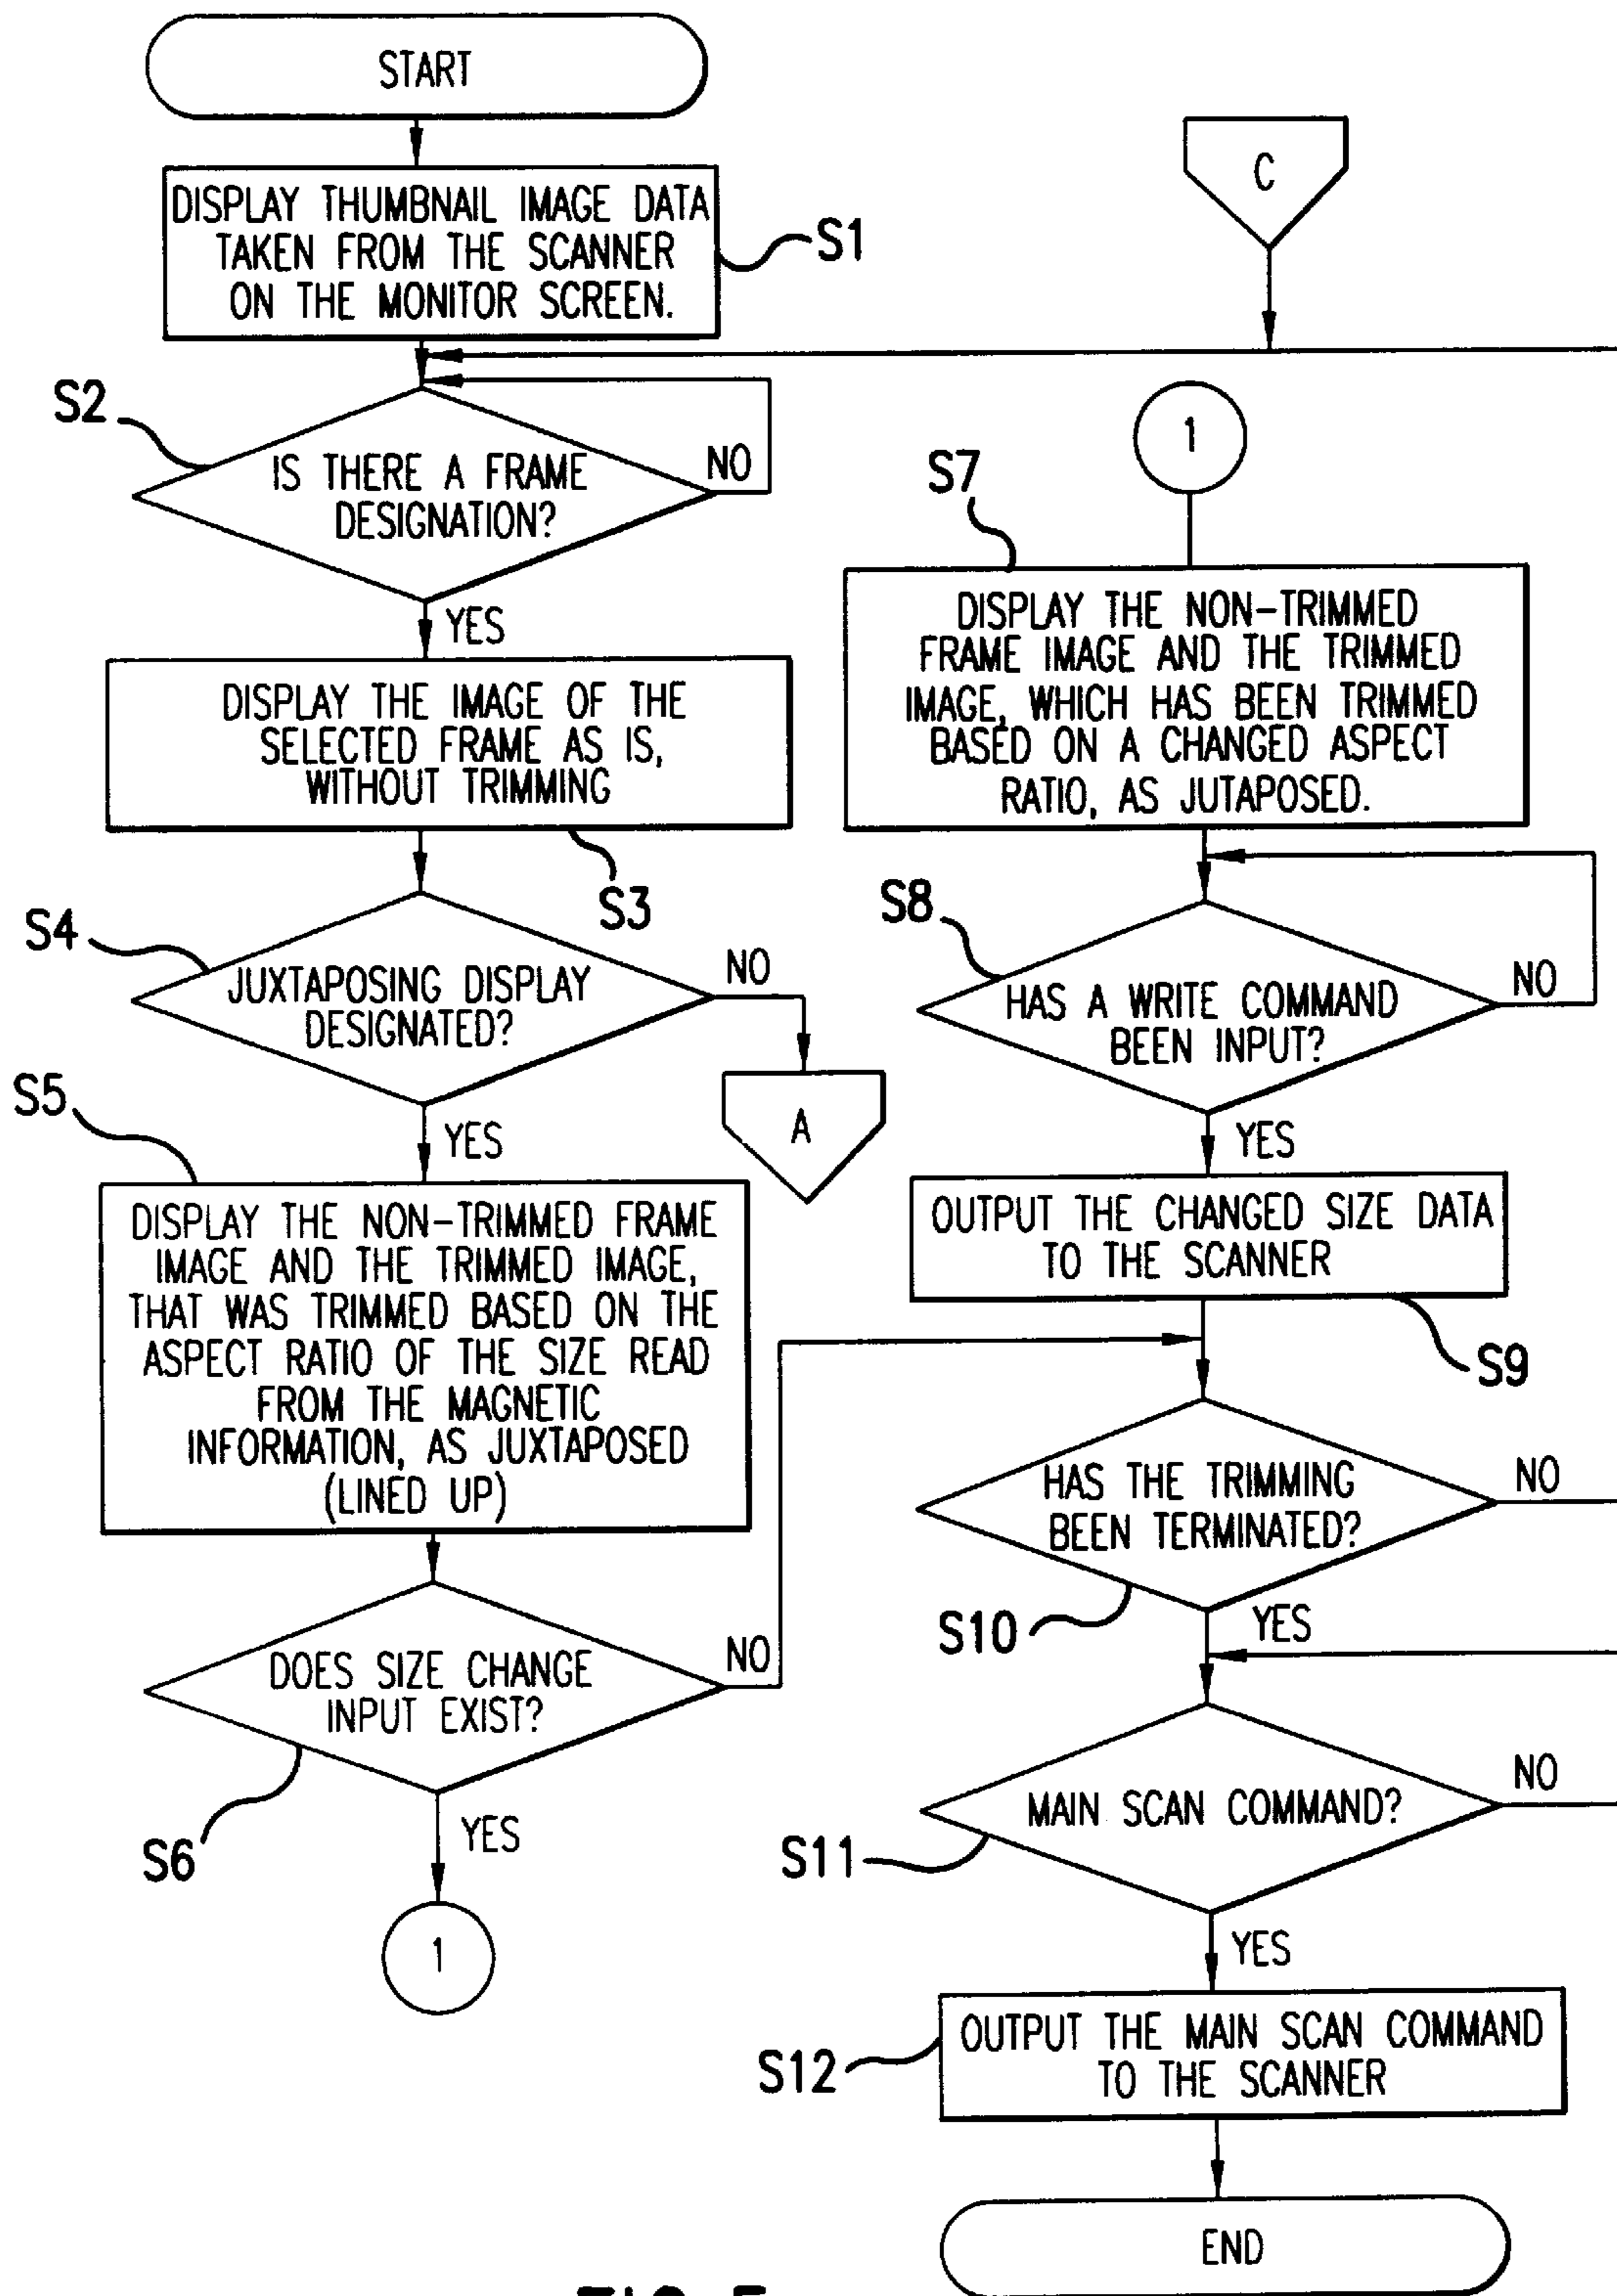 START
DISPLAY THUMBNAIL IMAGE DATA
TAKEN FROM THE SCANNER
ON THE MONITOR SCREEN.
S1
S2
IS THERE A FRAME
DESIGNATION?
NO
YES
DISPLAY THE IMAGE OF THE
SELECTED FRAME AS IS,
WITHOUT TRIMMING
S3
S4
JUXTAPOSING DISPLAY
DESIGNATED?
NO
A
YES
S5
DISPLAY THE NON-TRIMMED FRAME
IMAGE AND THE TRIMMED IMAGE,
THAT WAS TRIMMED BASED ON THE
ASPECT RATIO OF THE SIZE READ
FROM THE MAGNETIC
INFORMATION, AS JUXTAPOSED
(LINED UP)
DOES SIZE CHANGE
INPUT EXIST?
NO
S6
YES
1
C
1
S7
DISPLAY THE NON-TRIMMED
FRAME IMAGE AND THE TRIMMED
IMAGE, WHICH HAS BEEN TRIMMED
BASED ON A CHANGED ASPECT
RATIO, AS JUTAPOSED.
S8
HAS A WRITE COMMAND
BEEN INPUT?
NO
YES
OUTPUT THE CHANGED SIZE DATA
TO THE SCANNER
S9
HAS THE TRIMMING
BEEN TERMINATED?
NO
S10
YES
MAIN SCAN COMMAND?
NO
S11
YES
OUTPUT THE MAIN SCAN COMMAND
TO THE SCANNER
S12
END